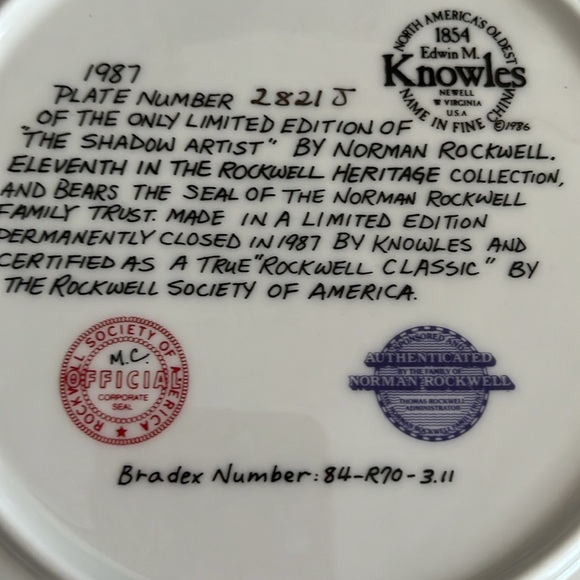 NORTH AMERICA'S OLDEST
1854
Edwin M.
Knowles
NEWELL
W VIRGINIA
U.S.A
NAME IN FINE CHINA
©1986
1987
PLATE NUMBER 2821 J
OF THE ONLY LIMITED EDITION OF
"THE SHADOW ARTIST" BY NORMAN ROCKWELL.
ELEVENTH IN THE ROCKWELL HERITAGE COLLECTION,
AND BEARS THE SEAL OF THE NORMAN ROCKWELL
FAMILY TRUST. MADE IN A LIMITED EDITION
PERMANENTLY CLOSED IN 1987 BY KNOWLES AND
CERTIFIED AS A TRUE "ROCKWELL CLASSIC" BY
THE ROCKWELL SOCIETY OF AMERICA.
ROCKWELL SOCIETY OF AMERICA
M.C.
OFFICIAL
CORPORATE
SEAL
SPONSORED AND
AUTHENTICATED
BY THE FAMILY OF
NORMAN ROCKWELL
THOMAS ROCKWELL
ADMINISTRATOR
Bradex Number: 84-R70-3.11